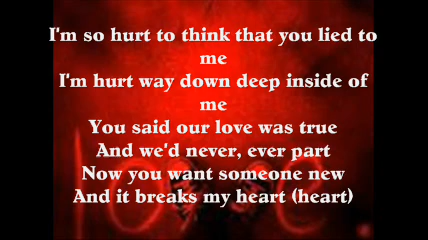 I'm so hurt to think that you lied to
me
I'm hurt way down deep inside of
me
You said our love was true
And we'd never, ever part
Now you want someone new
And it breaks my heart (heart)